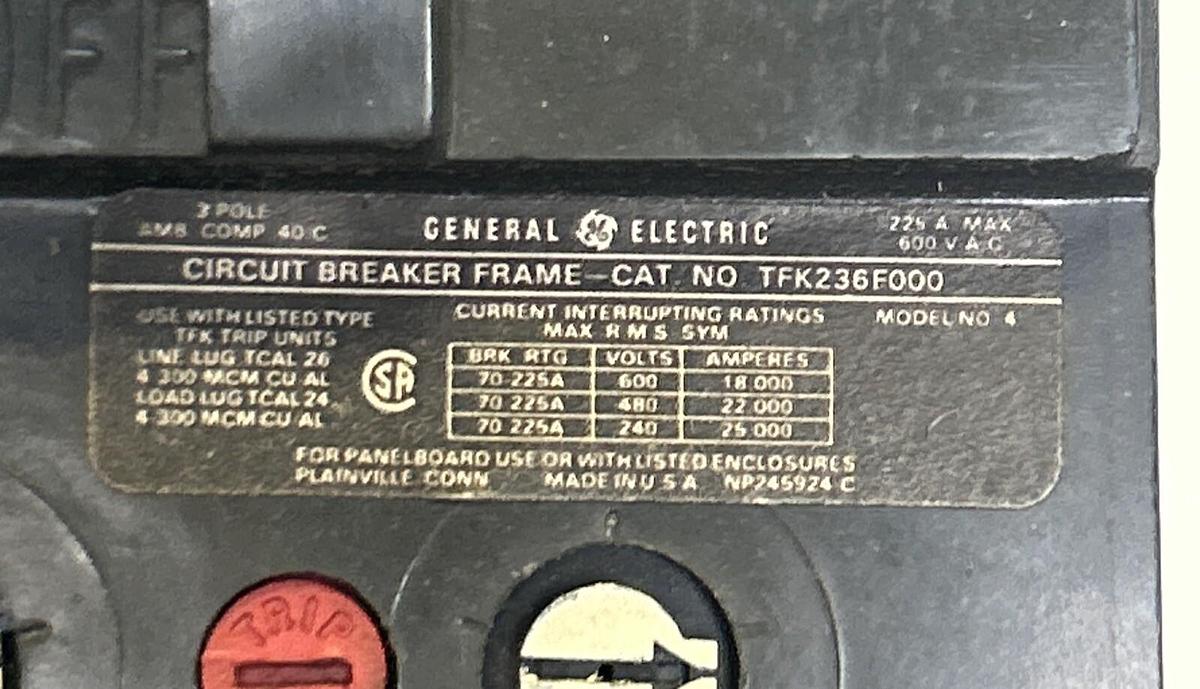 3 POLE
AMB COMP 40 C
GENERAL GE ELECTRIC
225 A MAX
600 V A C
CIRCUIT BREAKER FRAME—CAT. NO. TFK236F000
USE WITH LISTED TYPE
TFK TRIP UNITS
LINE LUG TCAL 26
4 300 MCM CU AL
LOAD LUG TCAL 24
4 300 MCM CU AL
SA
CURRENT INTERRUPTING RATINGS
MAX R M S SYM
BRK RTG VOLTS AMPERES
70 225A 600 18 000
70 225A 480 22 000
70 225A 240 25 000
MODEL NO 4
FOR PANELBOARD USE OR WITH LISTED ENCLOSURES
PLAINVILLE CONN MADE IN U S A NP245924 C
TRIP